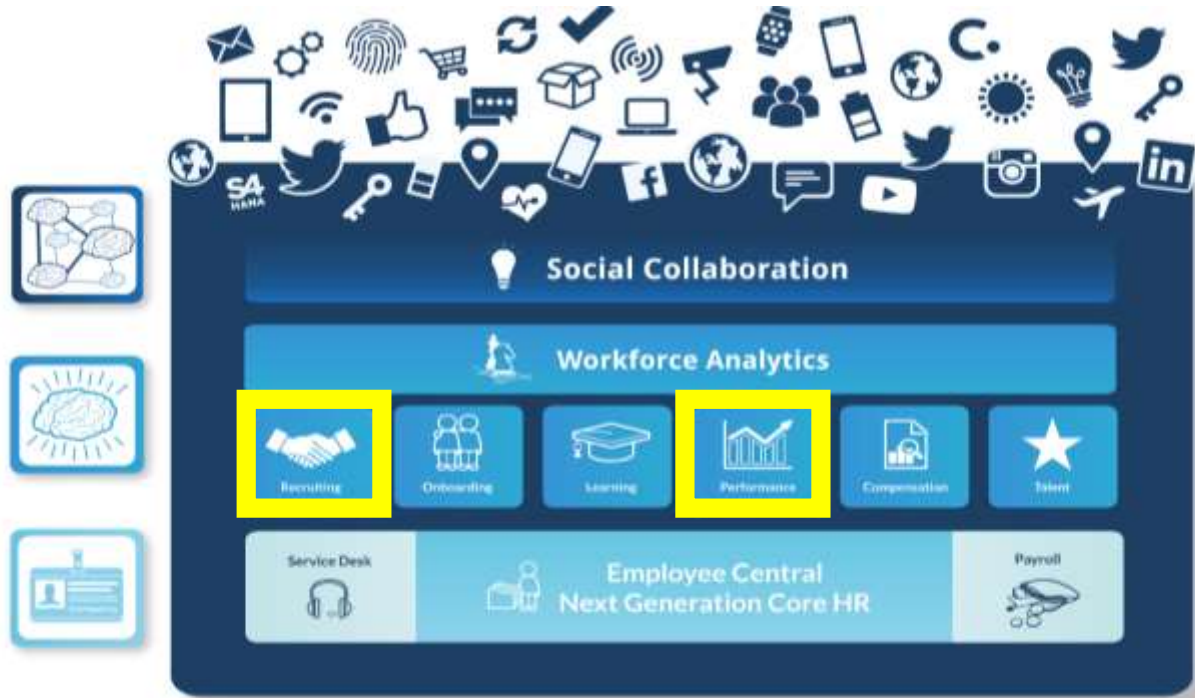 C.
S4
HANA
f
in
Social Collaboration
Workforce Analytics
Recruiting
Onboarding
Learning
Performance
Compensation
Talent
Service Desk
Employee Central
Next Generation Core HR
Payroll